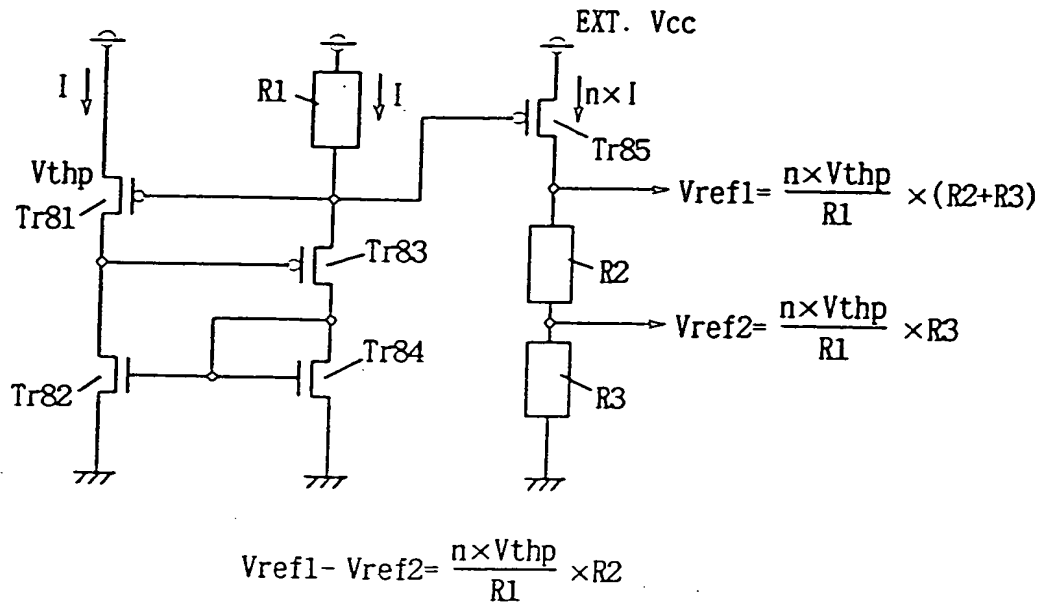 EXT. Vcc
I
R1
I
n×I
Tr85
Vthp
Tr81
Vref1= n×Vthp/R1 ×(R2+R3)
Tr83
R2
Vref2= n×Vthp/R1 ×R3
Tr84
Tr82
R3
Vref1- Vref2= n×Vthp/R1 ×R2